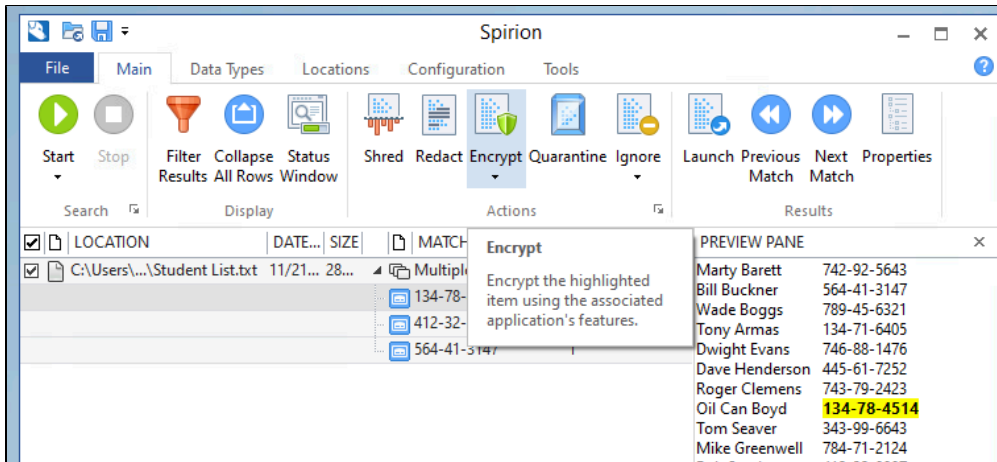 Spirion
File Main Data Types Locations Configuration Tools
Start Stop Filter Results Collapse All Rows Status Window Shred Redact Encrypt Quarantine Ignore Launch Previous Match Next Match Properties
Search Display Actions Results
LOCATION DATE... SIZE MATCH PREVIEW PANE
C:\Users\...\Student List.txt 11/21... 28... Multiple
134-78-
412-32-
564-41-3147 1
Encrypt
Encrypt the highlighted
item using the associated
application's features.
Marty Barett 742-92-5643
Bill Buckner 564-41-3147
Wade Boggs 789-45-6321
Tony Armas 134-71-6405
Dwight Evans 746-88-1476
Dave Henderson 445-61-7252
Roger Clemens 743-79-2423
Oil Can Boyd 134-78-4514
Tom Seaver 343-99-6643
Mike Greenwell 784-71-2124